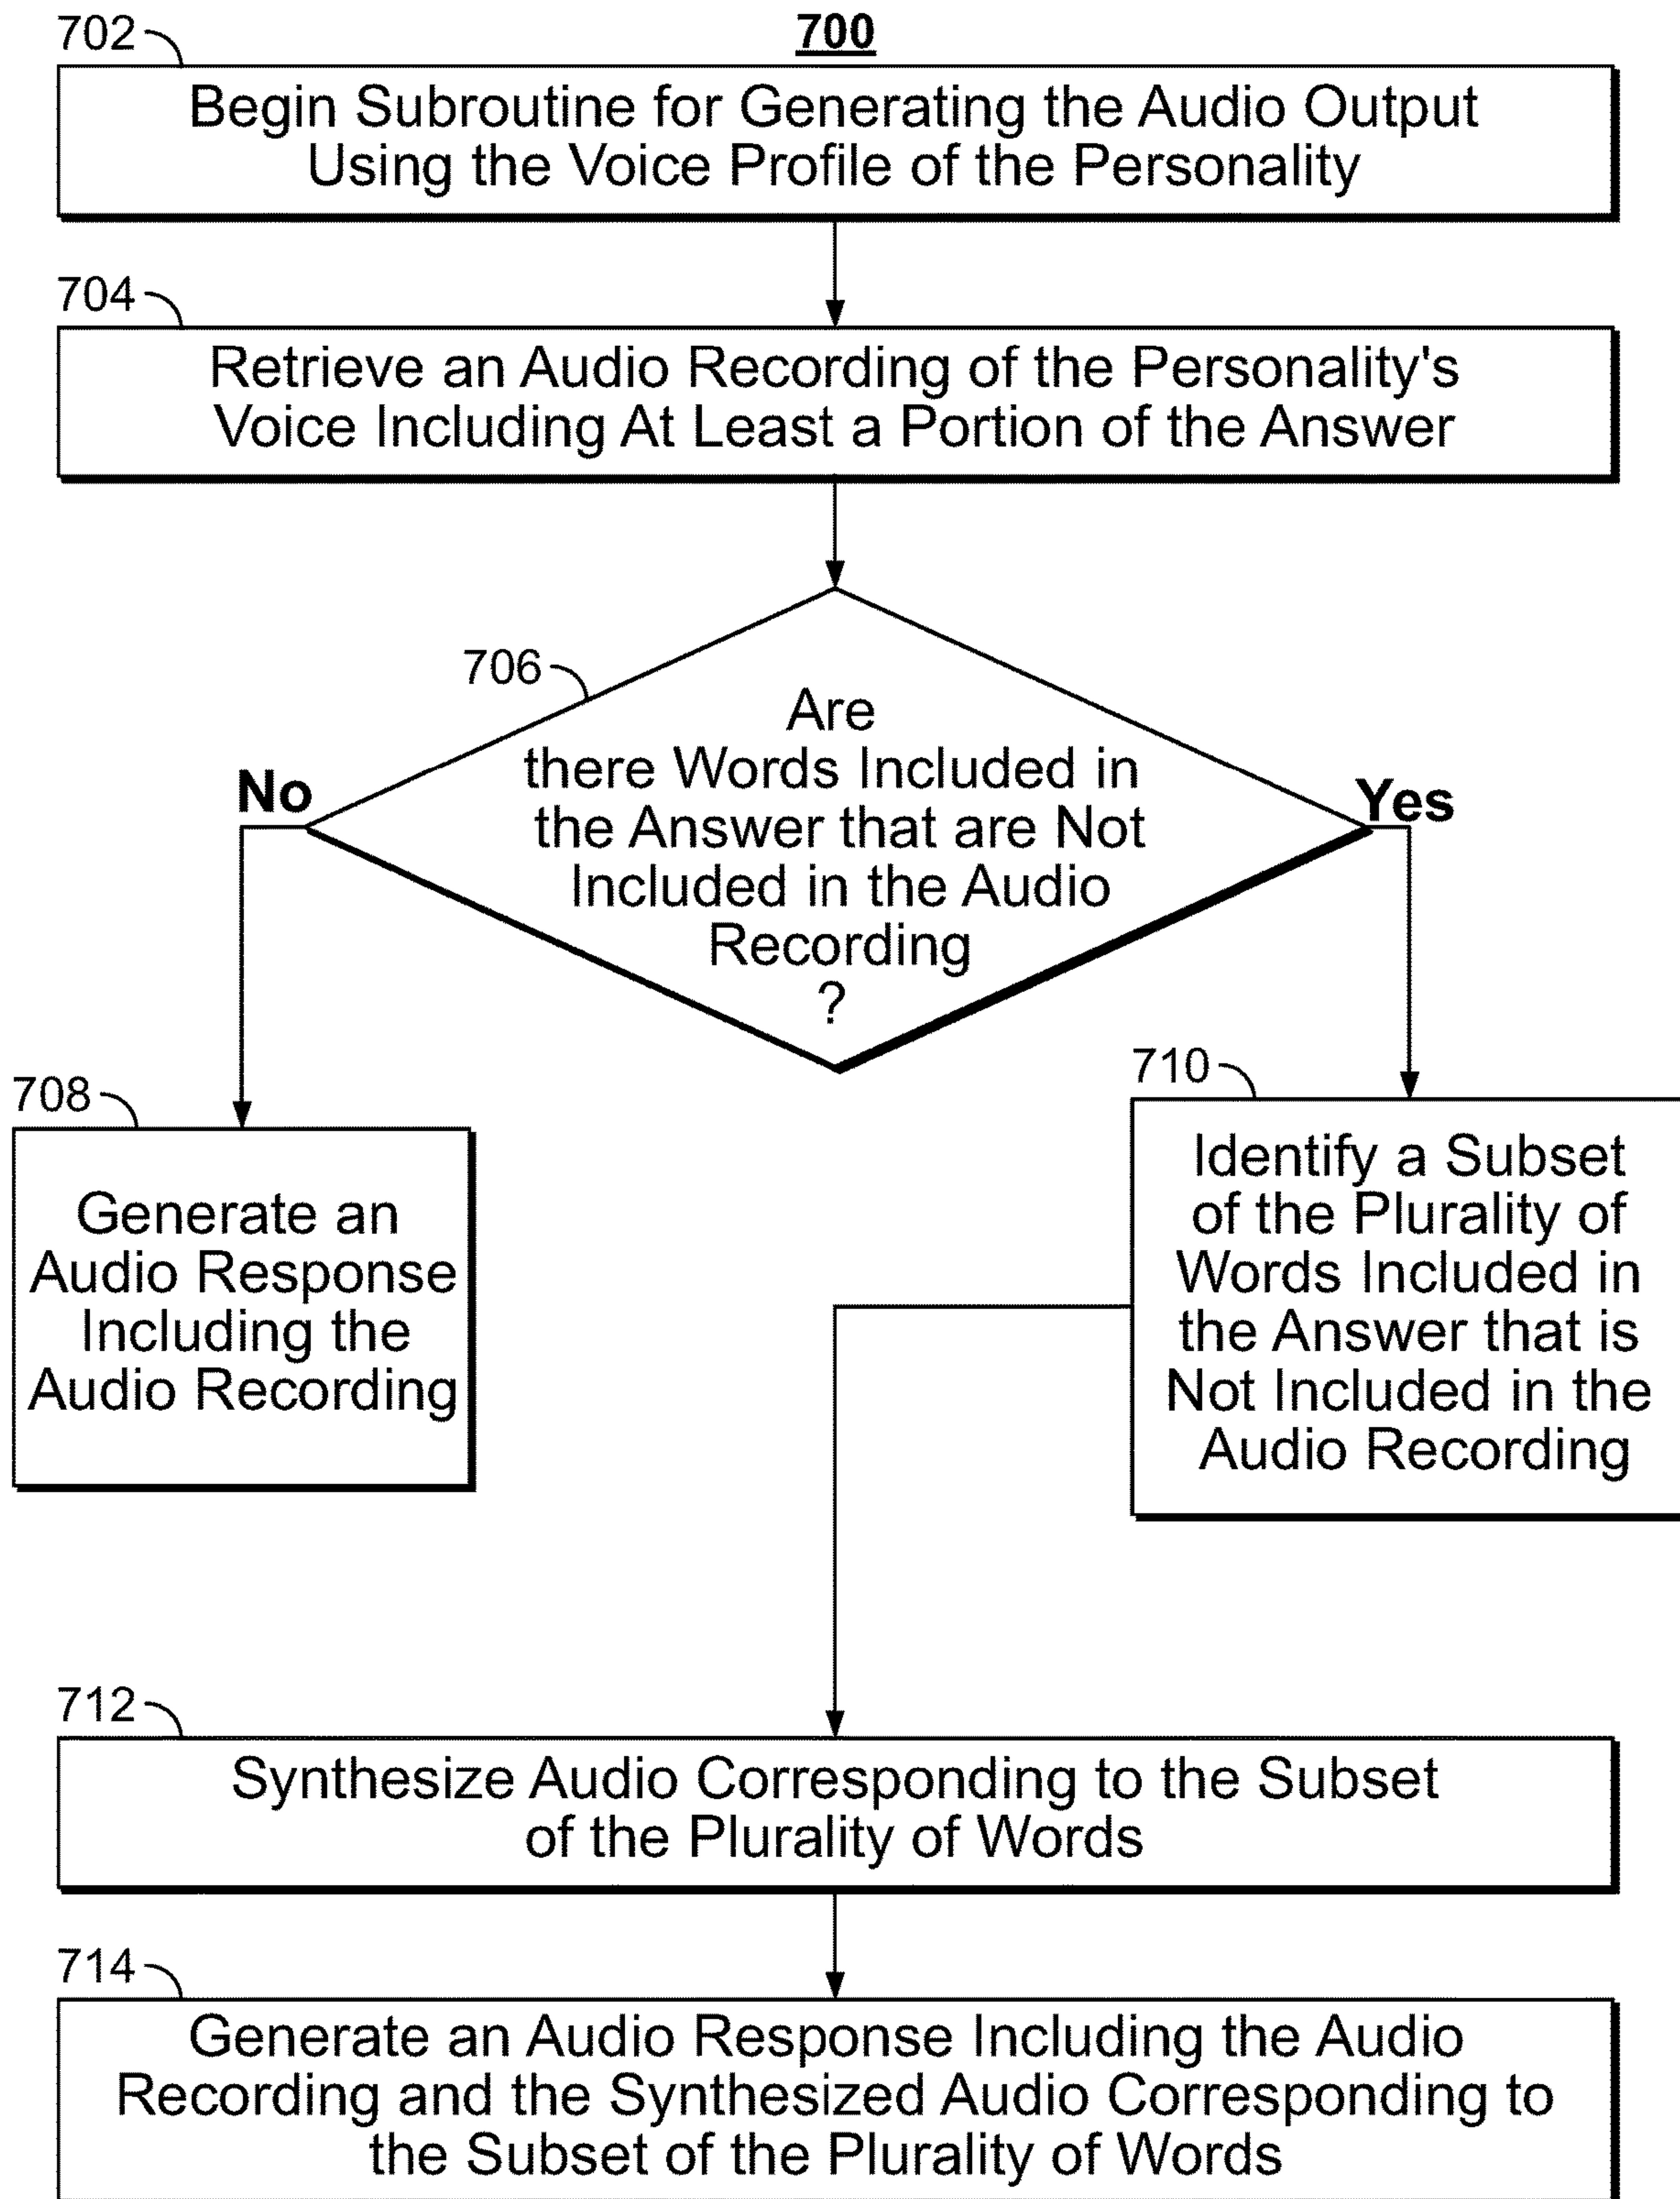 700
702
Begin Subroutine for Generating the Audio Output
Using the Voice Profile of the Personality
704
Retrieve an Audio Recording of the Personality's
Voice Including At Least a Portion of the Answer
706
Are
there Words Included in
the Answer that are Not
Included in the Audio
Recording
?
No
Yes
708
Generate an
Audio Response
Including the
Audio Recording
710
Identify a Subset
of the Plurality of
Words Included in
the Answer that is
Not Included in the
Audio Recording
712
Synthesize Audio Corresponding to the Subset
of the Plurality of Words
714
Generate an Audio Response Including the Audio
Recording and the Synthesized Audio Corresponding to
the Subset of the Plurality of Words